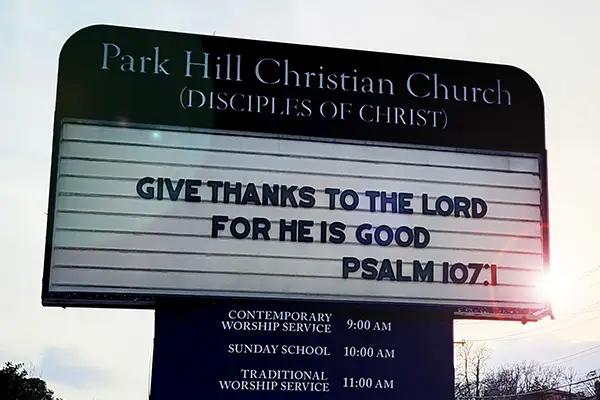 Park Hill Christian Church
(DISCIPLES OF CHRIST)
GIVE THANKS TO THE LORD
FOR HE IS GOOD
PSALM 107:1
CONTEMPORARY
WORSHIP SERVICE 9:00 AM
SUNDAY SCHOOL 10:00 AM
TRADITIONAL
WORSHIP SERVICE 11:00 AM